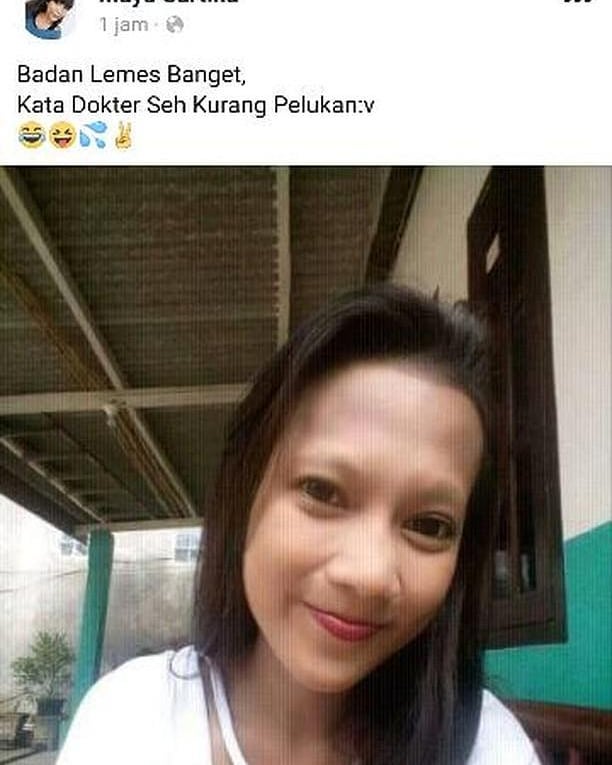 1 jam ·
Badan Lemes Banget,
Kata Dokter Seh Kurang Pelukan:v
😂😝💦✌